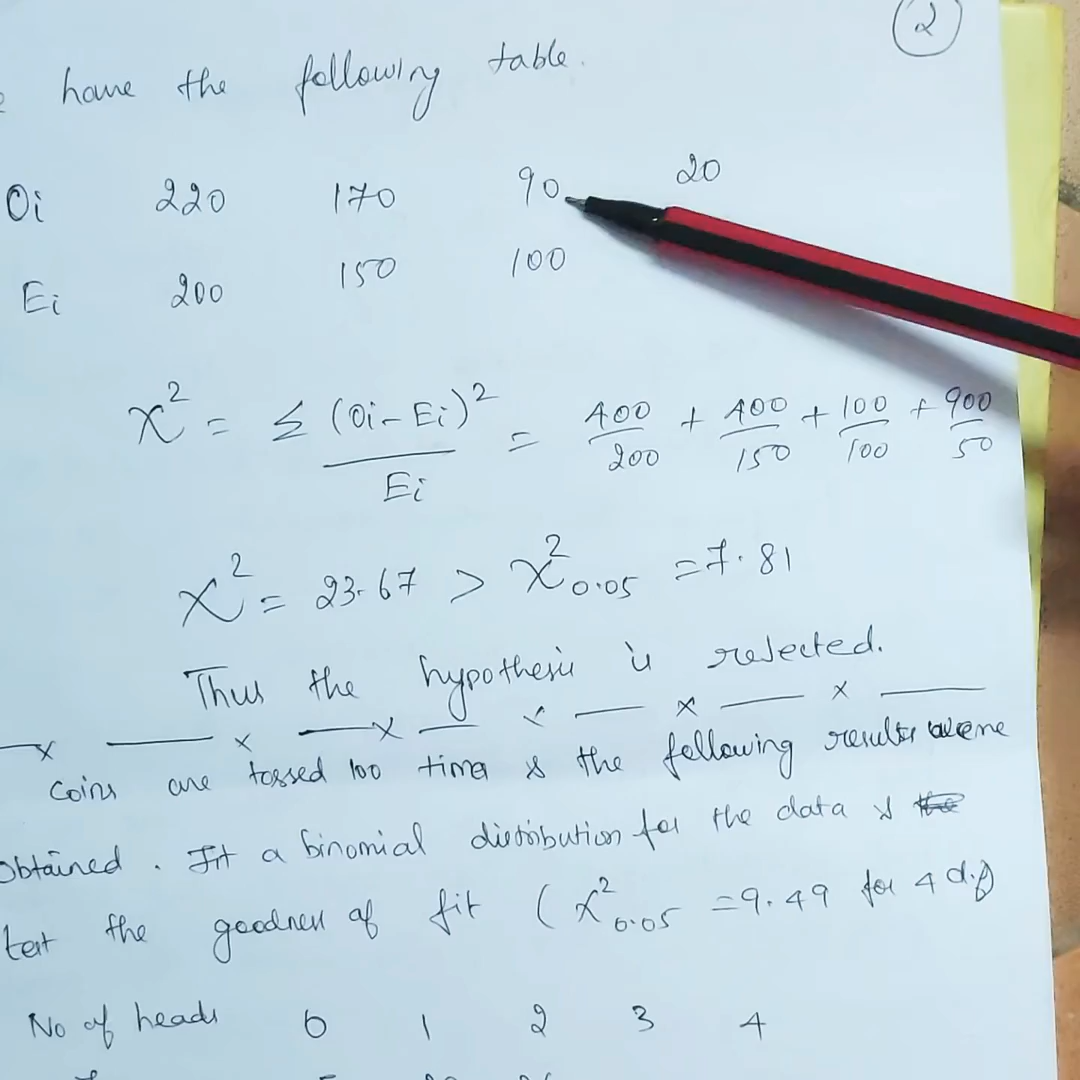 2
have the following table.
Oi 220 170 90 20
Ei 200 150 100
χ² = Σ (Oi - Ei)² / Ei = 400/200 + 400/150 + 100/100 + 900/50
χ² = 23.67 > χ²0.05 = 7.81
Thus the hypothesis is rejected.
x x x x x x
Coins are tossed 100 times & the following results were
obtained. Fit a binomial distribution for the data &
test the goodness of fit (χ²0.05 = 9.49 for 4 d.f)
No of heads 0 1 2 3 4